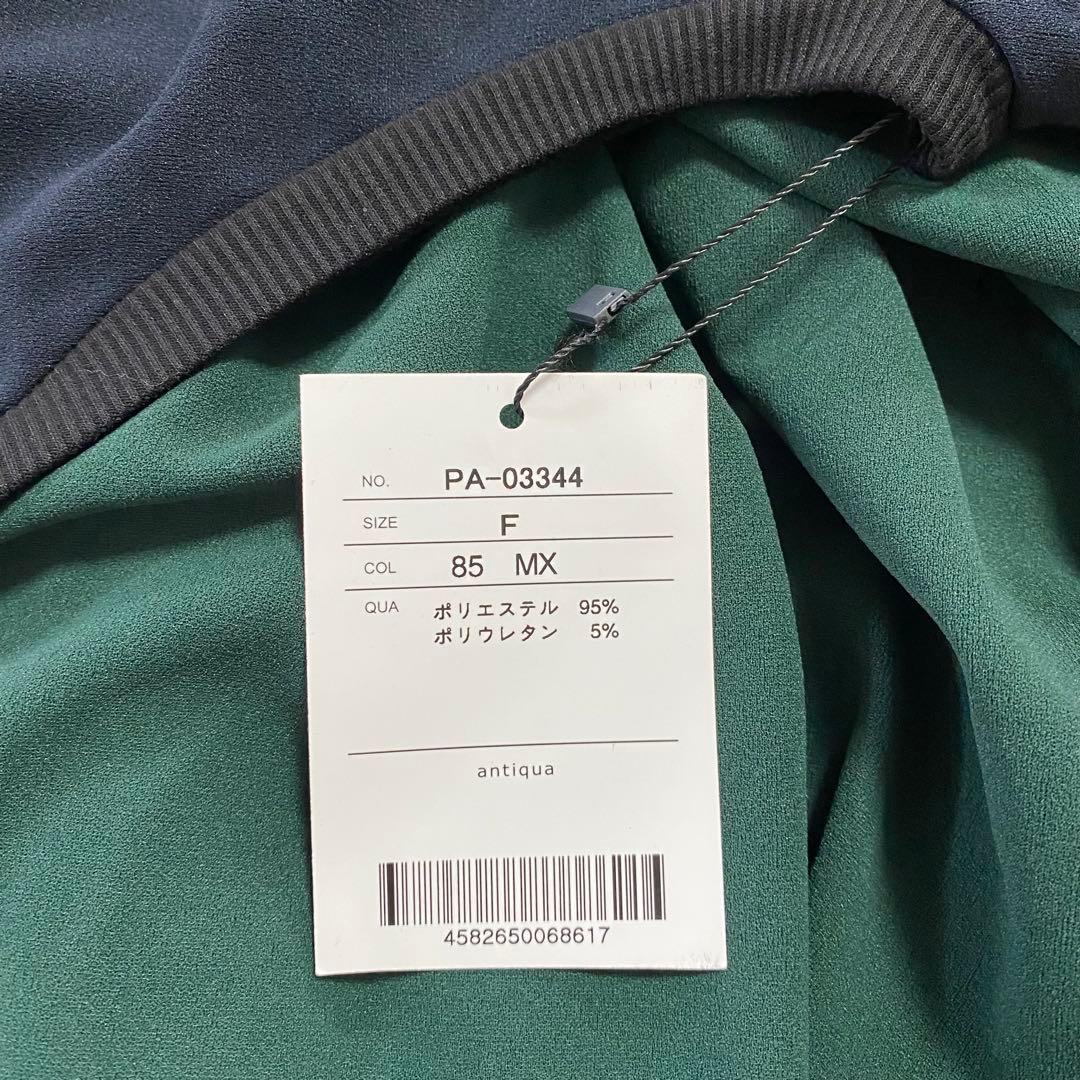 NO. PA-03344
SIZE F
COL 85 MX
QUA ポリエステル 95%
ポリウレタン 5%
antiqua
4582650068617